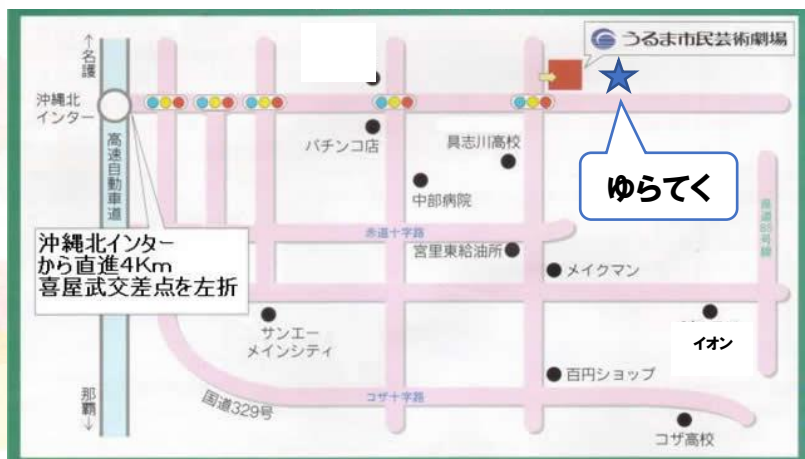 うるま市民芸術劇場
↑名護
沖縄北
インター
パチンコ店
具志川高校
ゆらてく
中部病院
高速自動車道
県道85号線
赤道十字路
宮里東給油所
沖縄北インター
から直進4Km
喜屋武交差点を左折
メイクマン
サンエー
メインシティ
イオン
百円ショップ
那覇↓
国道329号
コザ十字路
コザ高校